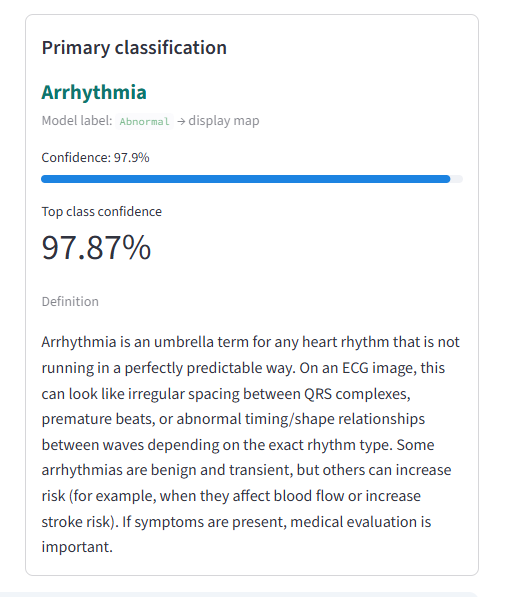 Primary classification
Arrhythmia
Model label: Abnormal → display map
Confidence: 97.9%
Top class confidence
97.87%
Definition
Arrhythmia is an umbrella term for any heart rhythm that is not
running in a perfectly predictable way. On an ECG image, this
can look like irregular spacing between QRS complexes,
premature beats, or abnormal timing/shape relationships
between waves depending on the exact rhythm type. Some
arrhythmias are benign and transient, but others can increase
risk (for example, when they affect blood flow or increase
stroke risk). If symptoms are present, medical evaluation is
important.